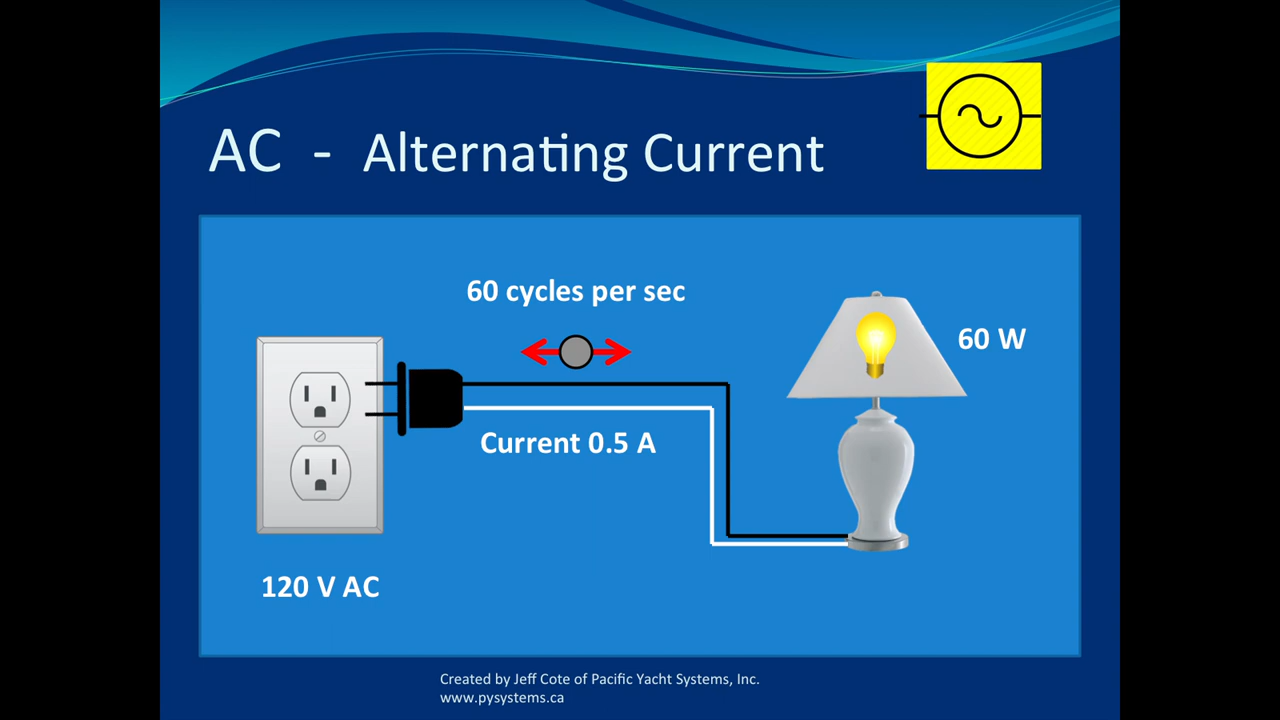 AC - Alternating Current
60 cycles per sec
60 W
Current 0.5 A
120 V AC
Created by Jeff Cote of Pacific Yacht Systems, Inc.
www.pysystems.ca